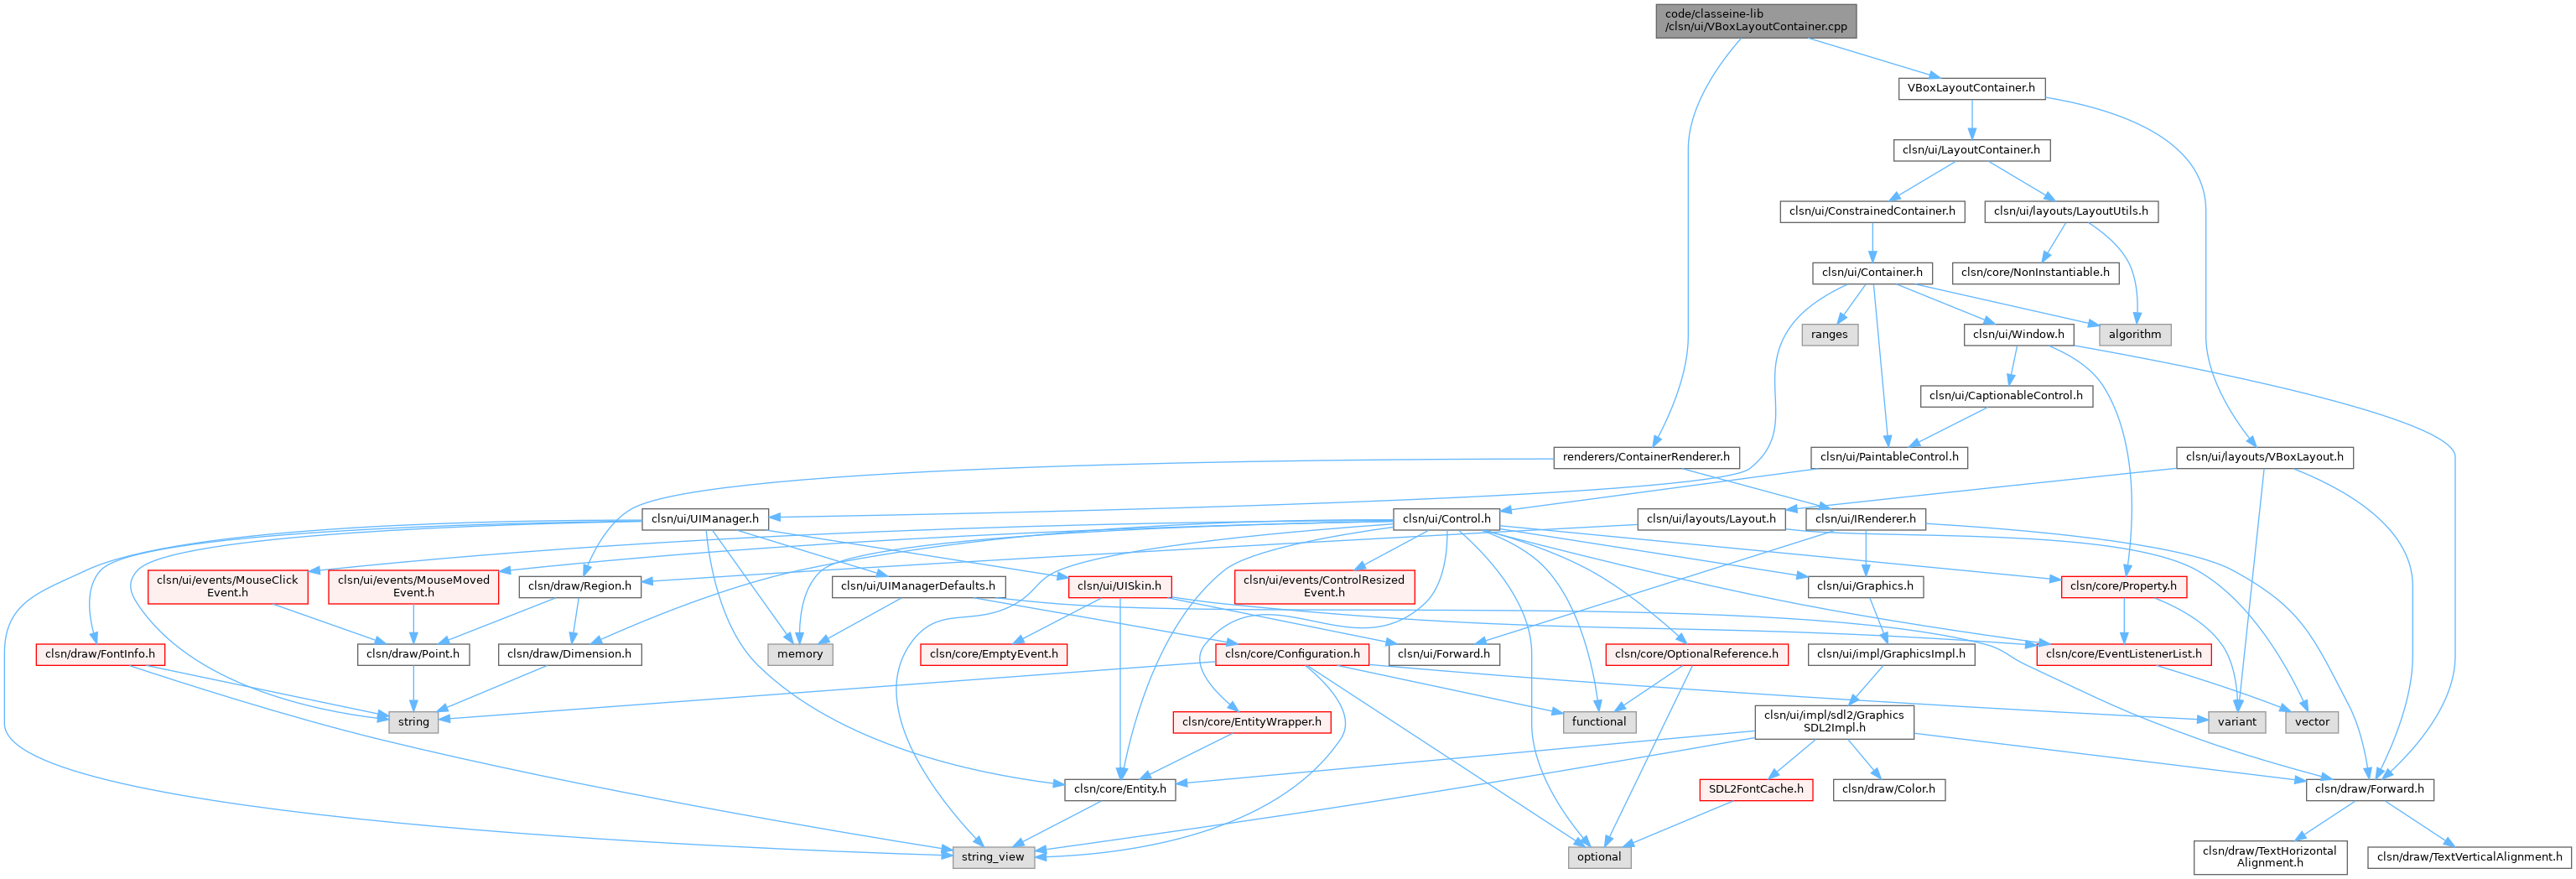 code/classeine-lib
/clsn/ui/VBoxLayoutContainer.cpp
VBoxLayoutContainer.h
clsn/ui/LayoutContainer.h
clsn/ui/ConstrainedContainer.h
clsn/ui/layouts/LayoutUtils.h
clsn/ui/Container.h
clsn/core/NonInstantiable.h
ranges
clsn/ui/Window.h
algorithm
clsn/ui/CaptionableControl.h
renderers/ContainerRenderer.h
clsn/ui/PaintableControl.h
clsn/ui/layouts/VBoxLayout.h
clsn/ui/UIManager.h
clsn/ui/Control.h
clsn/ui/layouts/Layout.h
clsn/ui/IRenderer.h
clsn/ui/events/MouseClick
Event.h
clsn/ui/events/MouseMoved
Event.h
clsn/draw/Region.h
clsn/ui/UIManagerDefaults.h
clsn/ui/UISkin.h
clsn/ui/events/ControlResized
Event.h
clsn/ui/Graphics.h
clsn/core/Property.h
clsn/draw/FontInfo.h
clsn/draw/Point.h
clsn/draw/Dimension.h
memory
clsn/core/EmptyEvent.h
clsn/core/Configuration.h
clsn/ui/Forward.h
clsn/core/OptionalReference.h
clsn/ui/impl/GraphicsImpl.h
clsn/core/EventListenerList.h
string
clsn/core/EntityWrapper.h
functional
clsn/ui/impl/sdl2/Graphics
SDL2Impl.h
variant
vector
clsn/core/Entity.h
SDL2FontCache.h
clsn/draw/Color.h
clsn/draw/Forward.h
string_view
optional
clsn/draw/TextHorizontal
Alignment.h
clsn/draw/TextVerticalAlignment.h